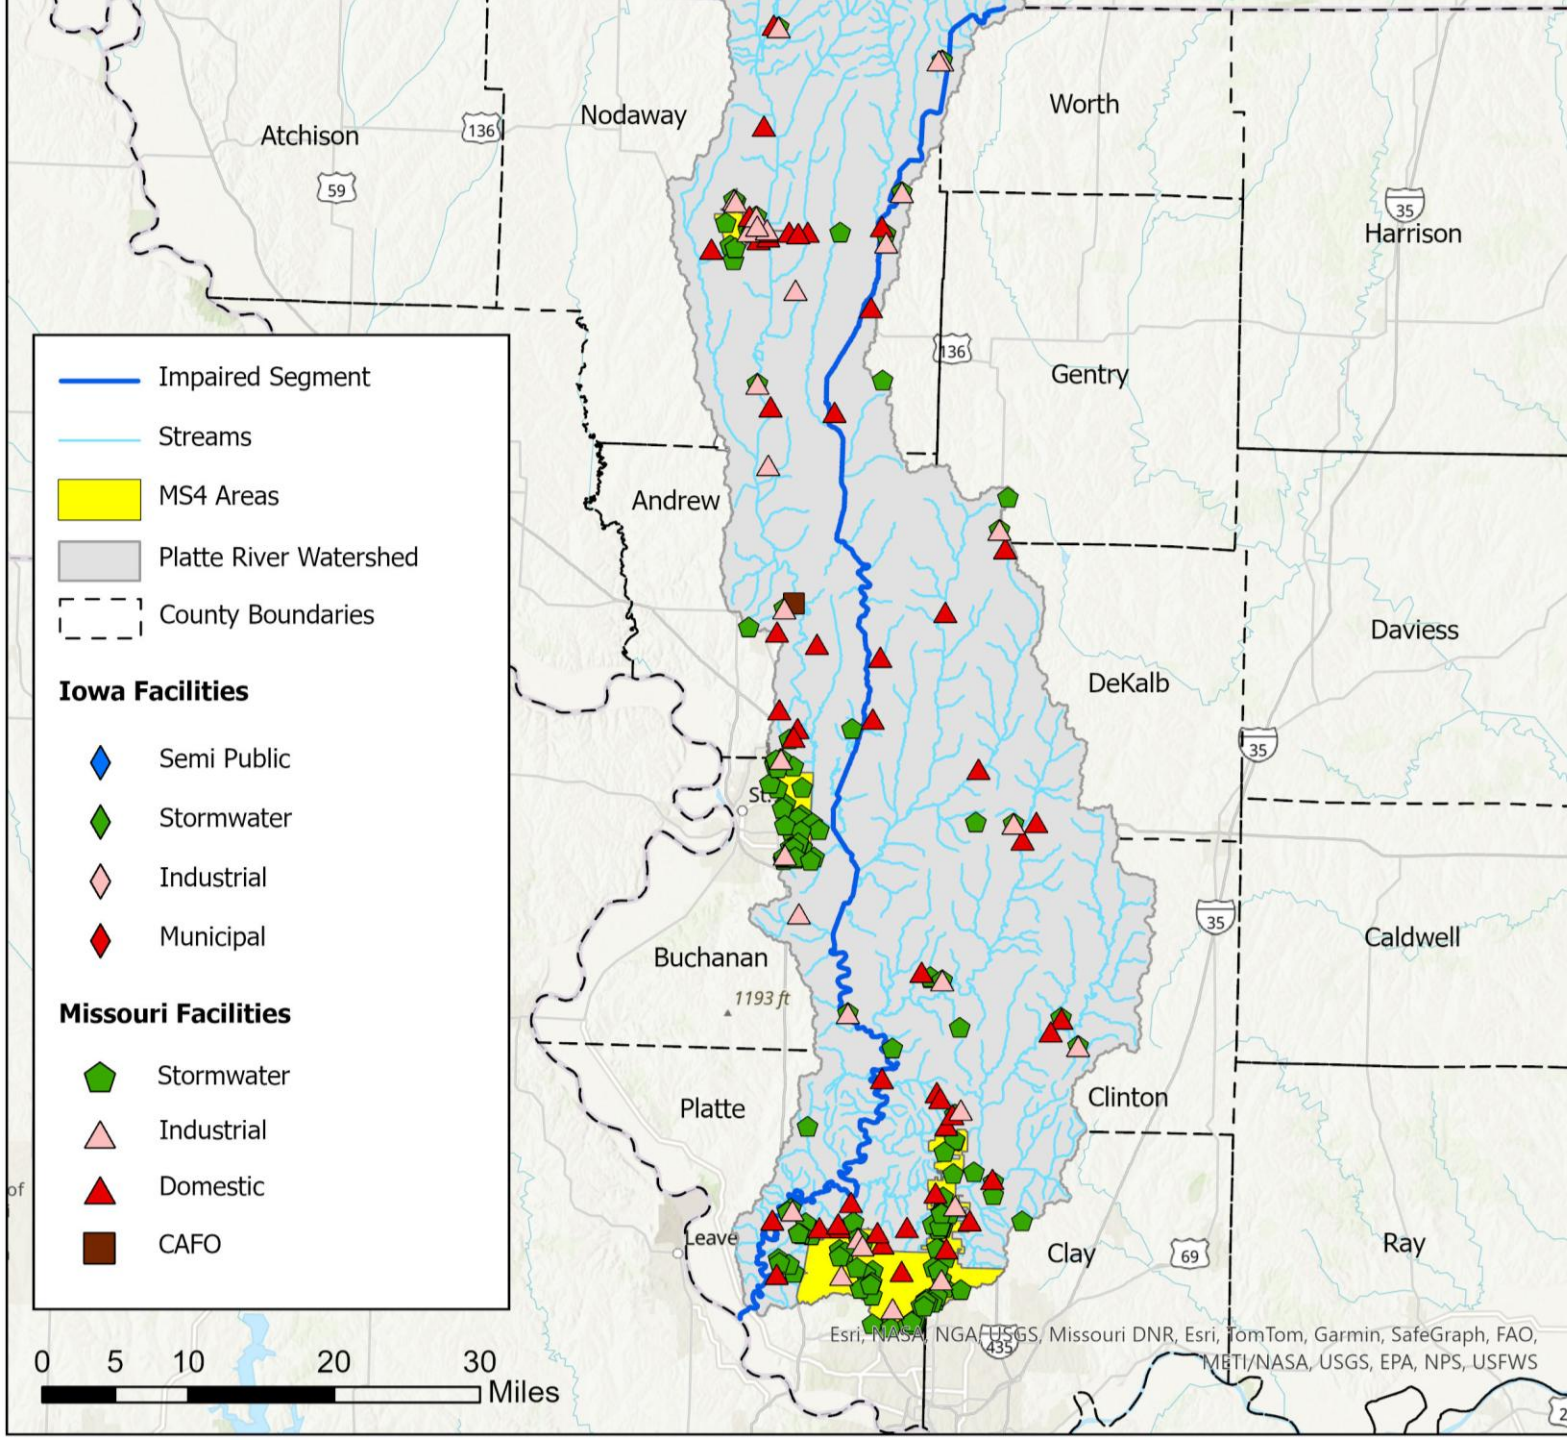 Nodaway
Worth
Atchison
136
59
35
Harrison
136
Gentry
Impaired Segment
Streams
MS4 Areas
Platte River Watershed
County Boundaries
Iowa Facilities
Semi Public
Stormwater
Industrial
Municipal
Missouri Facilities
Stormwater
Industrial
Domestic
CAFO
Andrew
Daviess
DeKalb
35
St.
35
Caldwell
Buchanan
1193 ft
Platte
Clinton
of
Leave
Clay
69
Ray
435
Esri, NASA, NGA, USGS, Missouri DNR, Esri, TomTom, Garmin, SafeGraph, FAO,
METI/NASA, USGS, EPA, NPS, USFWS
0 5 10 20 30
Miles
2